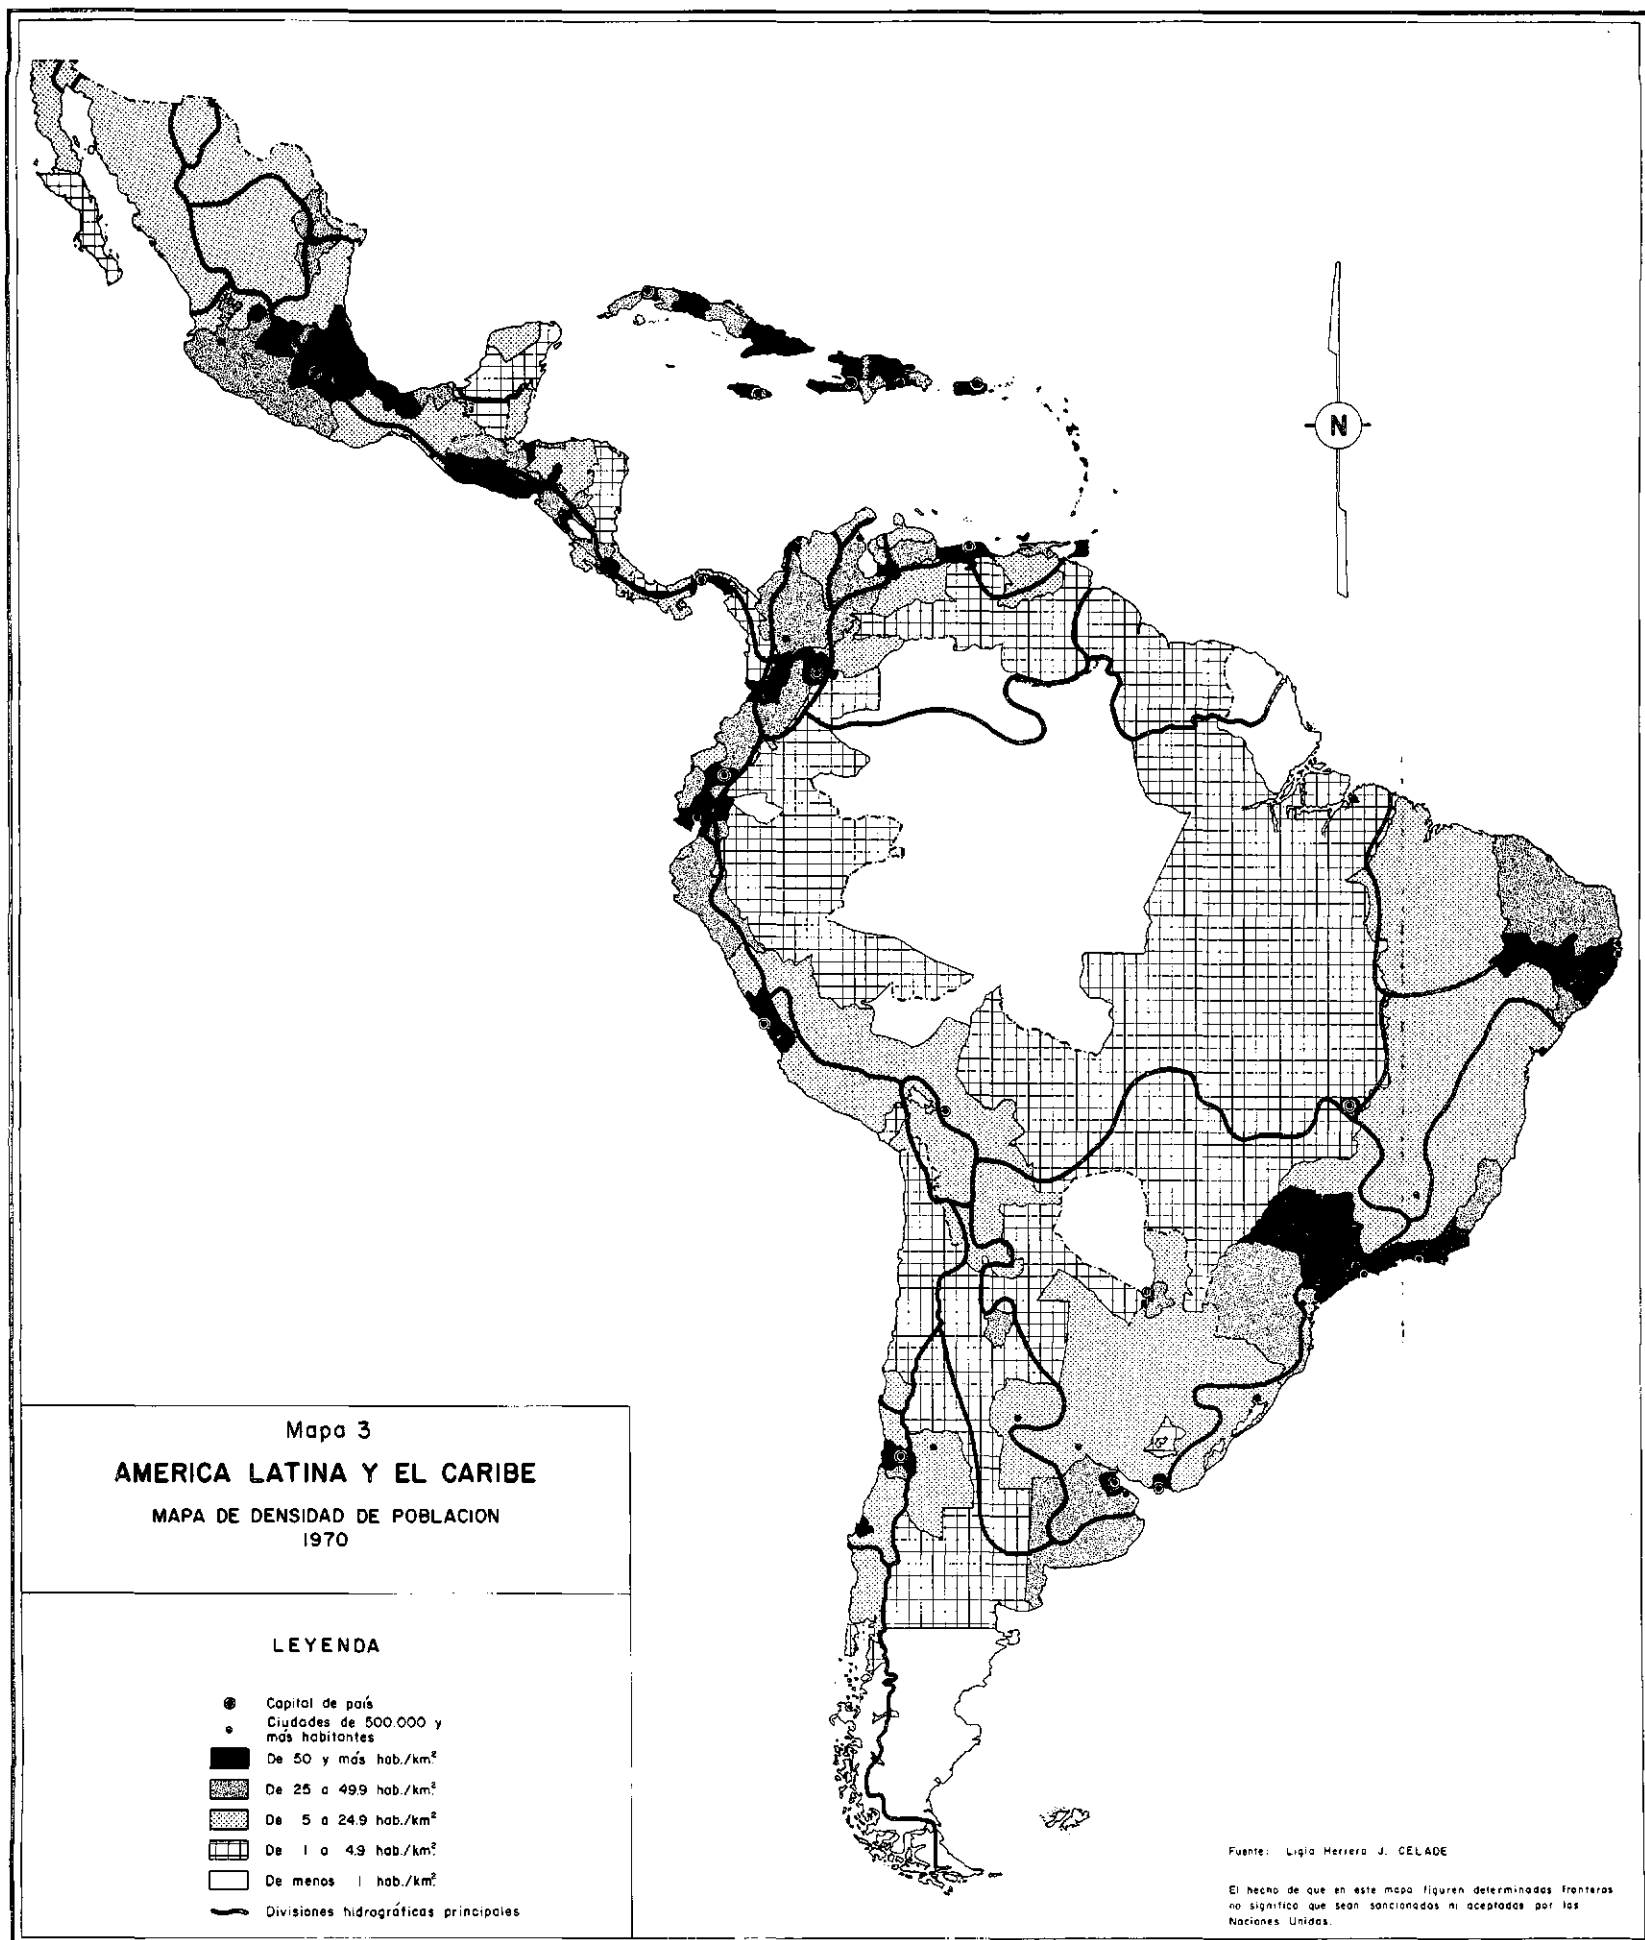 N
Mapa 3
AMERICA LATINA Y EL CARIBE
MAPA DE DENSIDAD DE POBLACION
1970
LEYENDA
Capital de país
Ciudades de 500.000 y
más habitantes
De 50 y más hab./km²
De 25 a 49.9 hab./km²
De 5 a 24.9 hab./km²
De 1 a 4.9 hab./km²
De menos 1 hab./km²
Divisiones hidrográficas principales
Fuente: Ligia Herrera J. CELADE
El hecho de que en este mapa figuren determinadas fronteras
no significa que sean sancionados ni aceptadas por las
Naciones Unidas.